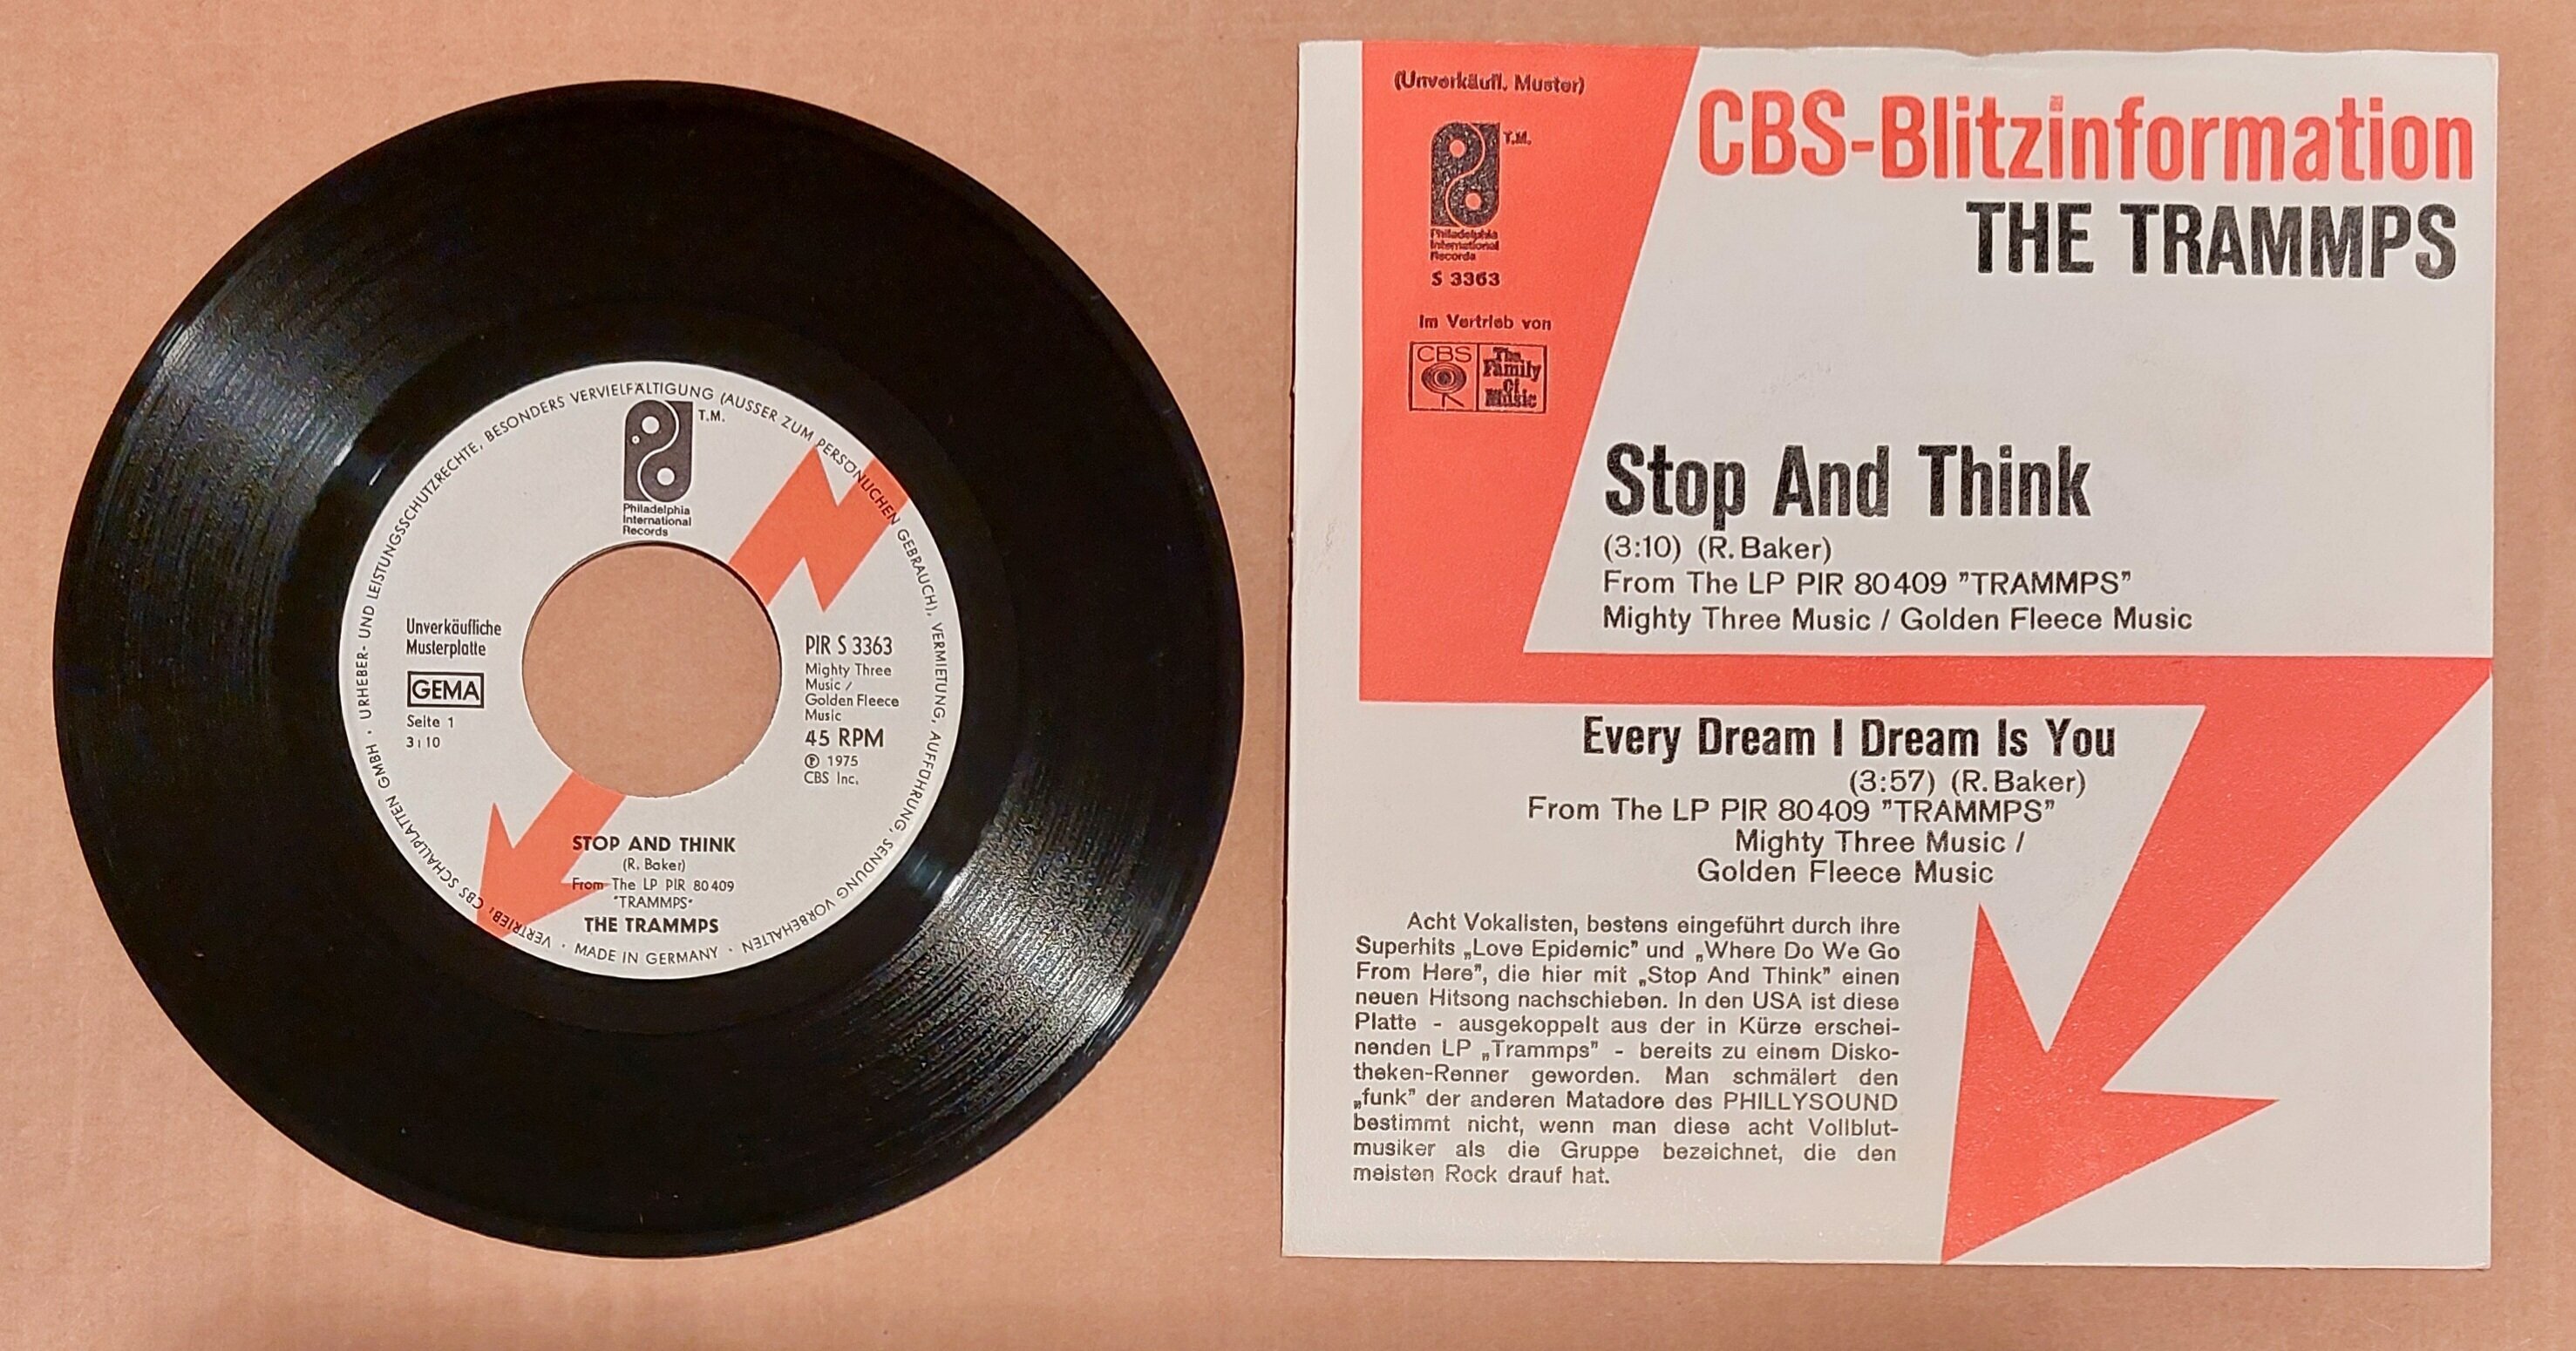 URHEBER- UND LEISTUNGSSCHUTZRECHTE, BESONDERS VERVIELFÄLTIGUNG (AUSSER ZUM PERSÖNLICHEN GEBRAUCH), VERMIETUNG, AUFFÜHRUNG, SENDUNG VORBEHALTEN · MADE IN GERMANY · VERTRIEB: CBS SCHALLPLATTEN GMBH ·
T.M.
Philadelphia
International
Records
Unverkäufliche
Musterplatte
GEMA
Seite 1
3:10
PIR S 3363
Mighty Three
Music /
Golden Fleece
Music
45 RPM
℗ 1975
CBS Inc.
STOP AND THINK
(R. Baker)
From The LP PIR 80409
"TRAMMPS"
THE TRAMMPS
(Unverkäufl. Muster)
T.M.
Philadelphia
International
Records
S 3363
Im Vertrieb von
CBS
The
Family
Of
Music
CBS-Blitzinformation
THE TRAMMPS
Stop And Think
(3:10) (R. Baker)
From The LP PIR 80409 ”TRAMMPS”
Mighty Three Music / Golden Fleece Music
Every Dream I Dream Is You
(3:57) (R. Baker)
From The LP PIR 80409 ”TRAMMPS”
Mighty Three Music /
Golden Fleece Music
Acht Vokalisten, bestens eingeführt durch ihre
Superhits „Love Epidemic” und „Where Do We Go
From Here”, die hier mit „Stop And Think” einen
neuen Hitsong nachschieben. In den USA ist diese
Platte - ausgekoppelt aus der in Kürze erschei-
nenden LP „Trammps” - bereits zu einem Disko-
theken-Renner geworden. Man schmälert den
„funk” der anderen Matadore des PHILLYSOUND
bestimmt nicht, wenn man diese acht Vollblut-
musiker als die Gruppe bezeichnet, die den
meisten Rock drauf hat.